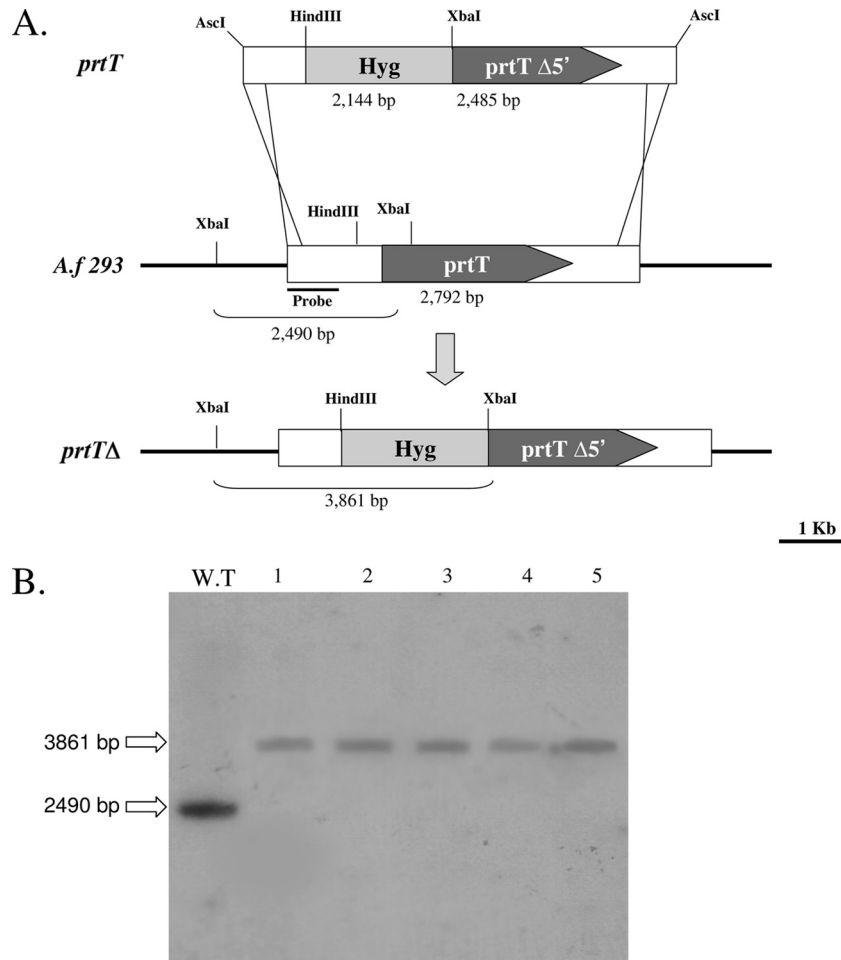 A.
AscI HindIII XbaI AscI
prtT Hyg prtT Δ5’
2,144 bp 2,485 bp
XbaI HindIII XbaI
A.f 293 prtT
Probe 2,792 bp
2,490 bp
XbaI HindIII XbaI
prtTΔ Hyg prtT Δ5’
3,861 bp
1 Kb
B.
W.T 1 2 3 4 5
3861 bp
2490 bp